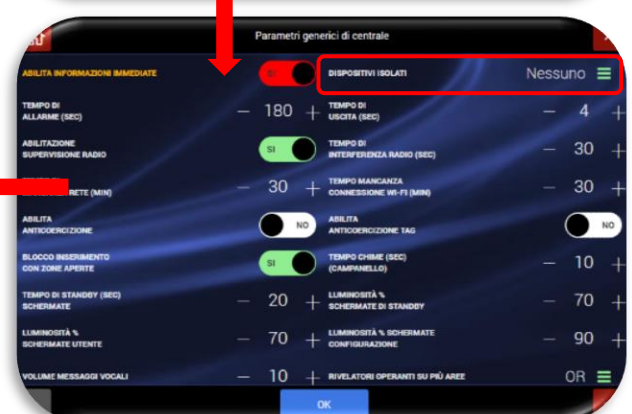 Parametri generici di centrale
ABILITA INFORMAZIONI IMMEDIATE SI DISPOSITIVI ISOLATI Nessuno
TEMPO DI
ALLARME (SEC) — 180 + TEMPO DI
USCITA (SEC) — 4 +
ABILITAZIONE
SUPERVISIONE RADIO SI TEMPO DI
INTERFERENZA RADIO (SEC) — 30 +
RETE (MIN) — 30 + TEMPO MANCANZA
CONNESSIONE WI-FI (MIN) — 30 +
ABILITA
ANTICOERCIZIONE NO ABILITA
ANTICOERCIZIONE TAG NO
BLOCCO INSERIMENTO
CON ZONE APERTE SI TEMPO CHIME (SEC)
(CAMPANELLO) — 10 +
TEMPO DI STANDBY (SEC)
SCHERMATE — 20 + LUMINOSITÀ %
SCHERMATE DI STANDBY — 70 +
LUMINOSITÀ %
SCHERMATE UTENTE — 70 + LUMINOSITÀ % SCHERMATE
CONFIGURAZIONE — 90 +
VOLUME MESSAGGI VOCALI — 10 + RIVELATORI OPERANTI SU PIÙ AREE OR
OK